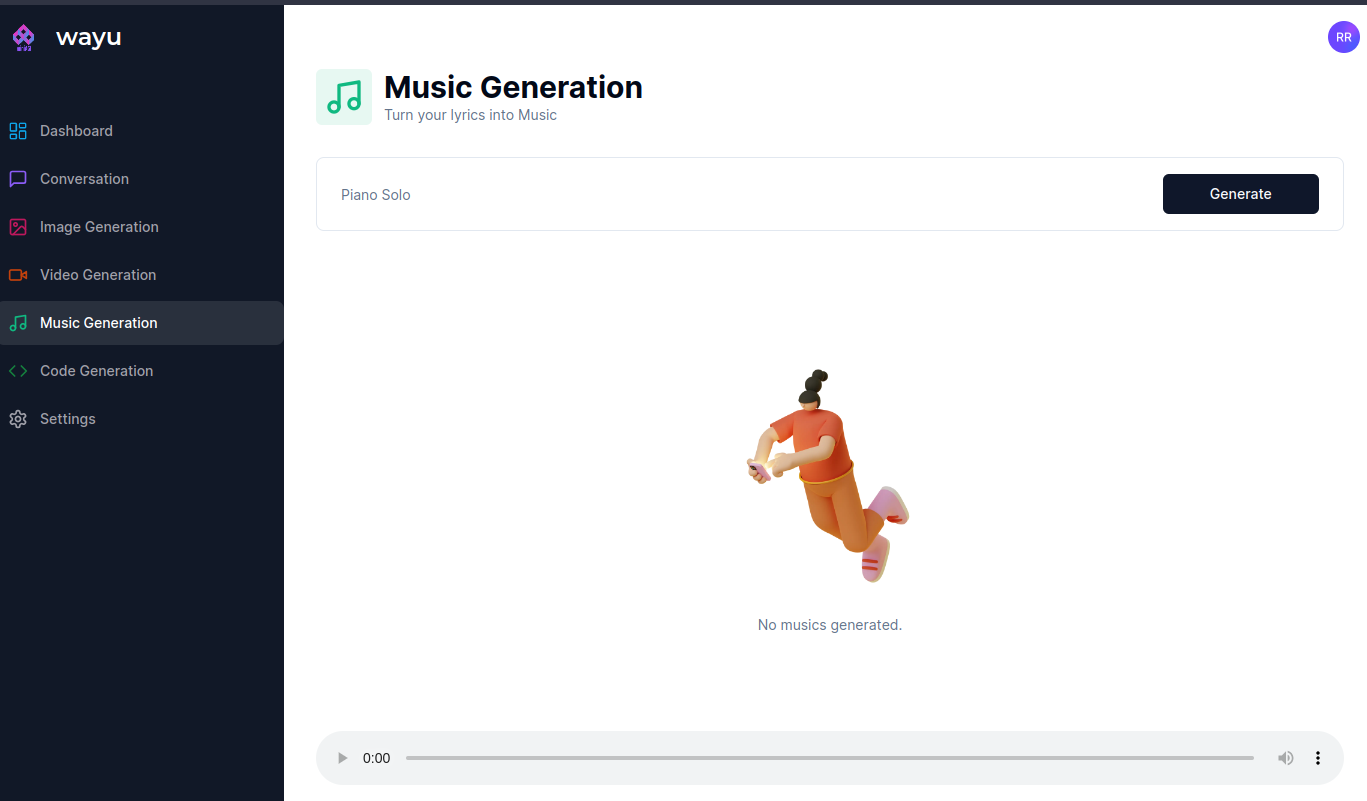 wayu
RR
Dashboard
Conversation
Image Generation
Video Generation
Music Generation
Code Generation
Settings
Music Generation
Turn your lyrics into Music
Piano Solo
Generate
No musics generated.
0:00